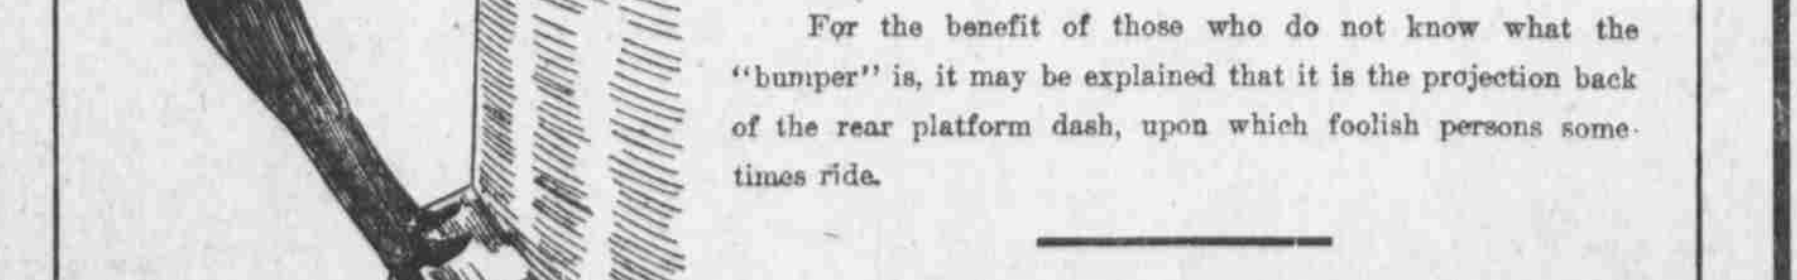 For the benefit of those who do not know what the
“bumper” is, it may be explained that it is the projection back
of the rear platform dash, upon which foolish persons some-
times ride.